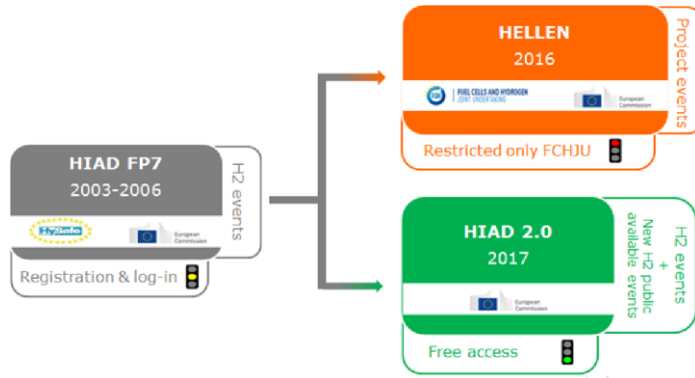 HIAD FP7
2003-2006
H2 events
HySafe
European
Commission
Registration & log-in
HELLEN
2016
Project events
FUEL CELLS AND HYDROGEN
JOINT UNDERTAKING
European
Commission
Restricted only FCHJU
HIAD 2.0
2017
H2 events
+
New H2 public
available events
European
Commission
Free access